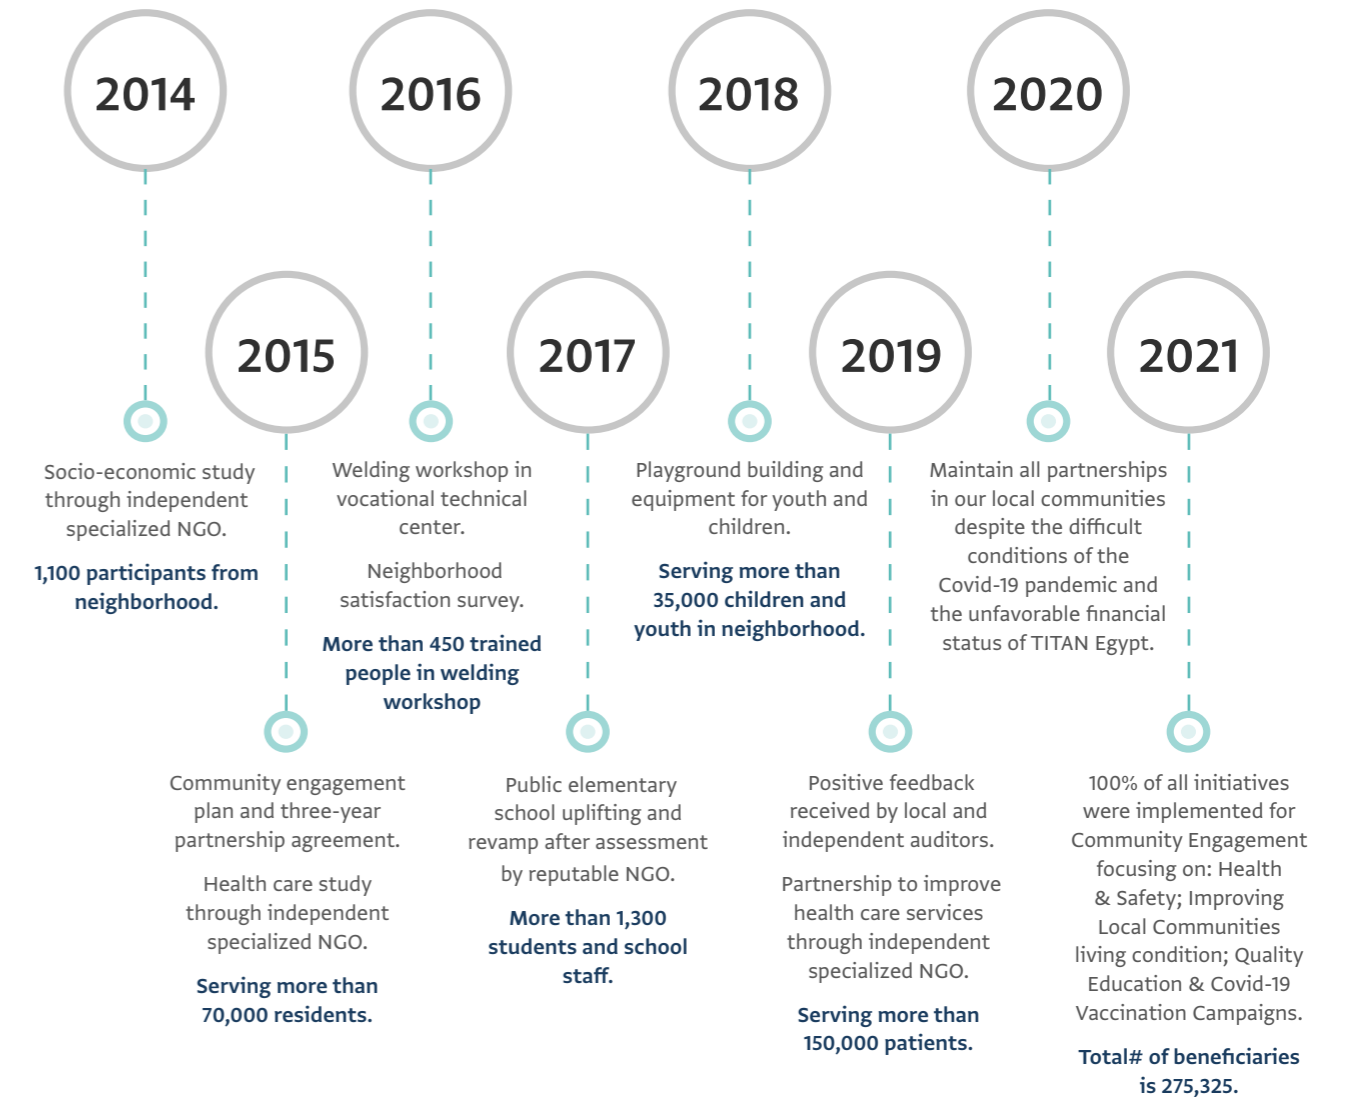 2014
Socio-economic study
through independent
specialized NGO.
1,100 participants from
neighborhood.
2015
Community engagement
plan and three-year
partnership agreement.
Health care study
through independent
specialized NGO.
Serving more than
70,000 residents.
2016
Welding workshop in
vocational technical
center.
Neighborhood
satisfaction survey.
More than 450 trained
people in welding
workshop
2017
Public elementary
school uplifting and
revamp after assessment
by reputable NGO.
More than 1,300
students and school
staff.
2018
Playground building and
equipment for youth and
children.
Serving more than
35,000 children and
youth in neighborhood.
2019
Positive feedback
received by local and
independent auditors.
Partnership to improve
health care services
through independent
specialized NGO.
Serving more than
150,000 patients.
2020
Maintain all partnerships
in our local communities
despite the difficult
conditions of the
Covid-19 pandemic and
the unfavorable financial
status of TITAN Egypt.
2021
100% of all initiatives
were implemented for
Community Engagement
focusing on: Health
& Safety; Improving
Local Communities
living condition; Quality
Education & Covid-19
Vaccination Campaigns.
Total# of beneficiaries
is 275,325.